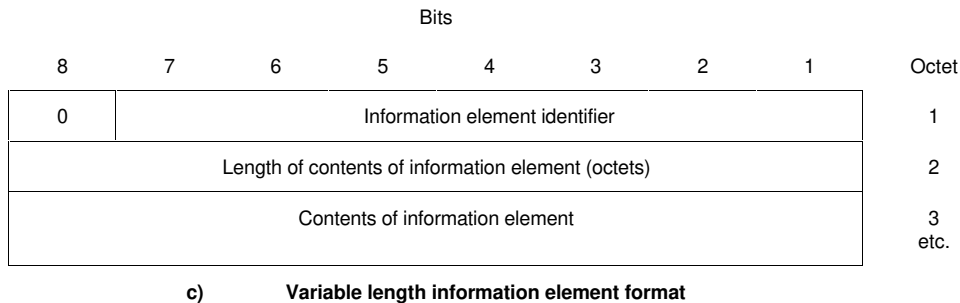 Bits
8 7 6 5 4 3 2 1 Octet
0 Information element identifier 1
Length of contents of information element (octets) 2
Contents of information element 3
etc.
c) Variable length information element format